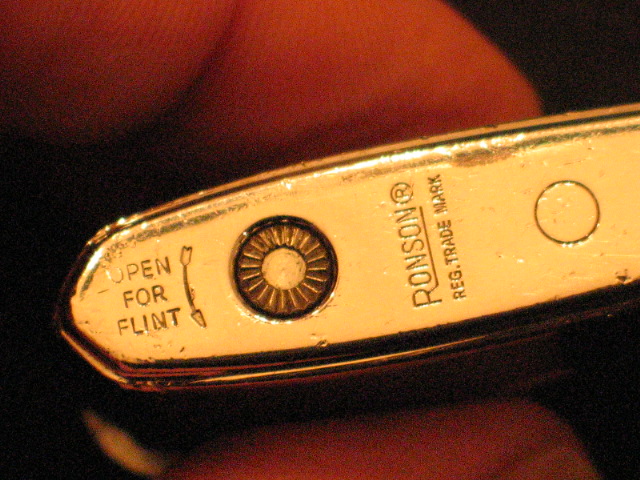 OPEN
FOR
FLINT
RONSON®
REG. TRADE MARK